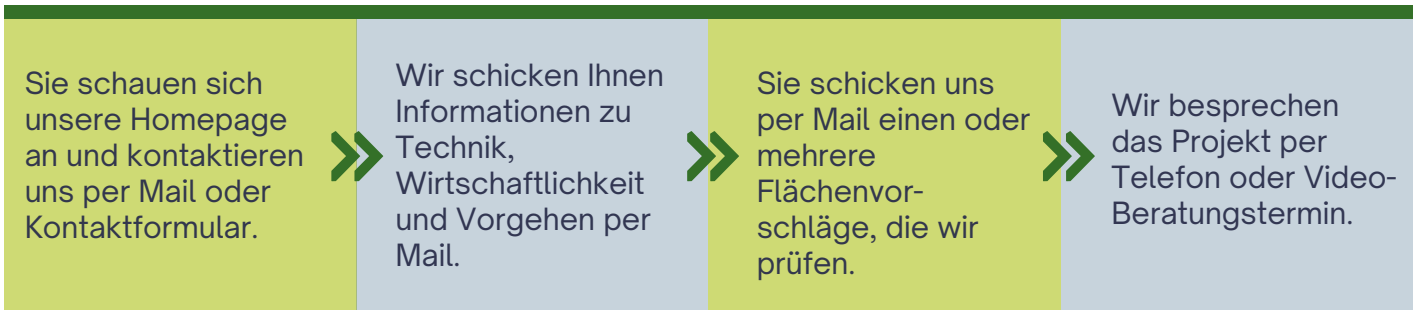 Sie schauen sich
unsere Homepage
an und kontaktieren
uns per Mail oder
Kontaktformular.
Wir schicken Ihnen
Informationen zu
Technik,
Wirtschaftlichkeit
und Vorgehen per
Mail.
Sie schicken uns
per Mail einen oder
mehrere
Flächenvor-
schläge, die wir
prüfen.
Wir besprechen
das Projekt per
Telefon oder Video-
Beratungstermin.